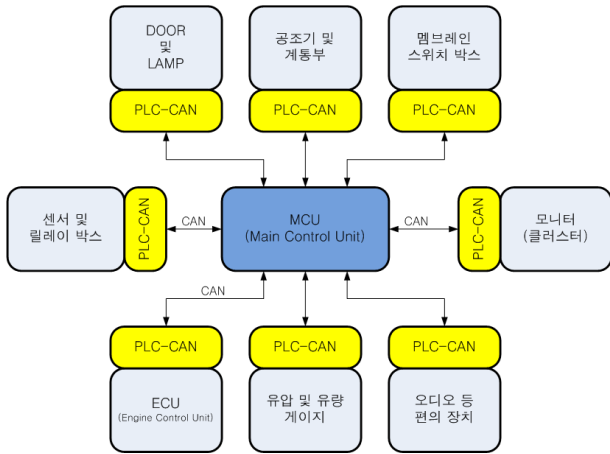 DOOR
및
LAMP
공조기 및
계통부
멤브레인
스위치 박스
PLC-CAN
PLC-CAN
PLC-CAN
센서 및
릴레이 박스
PLC-CAN
CAN
MCU
(Main Control Unit)
CAN
PLC-CAN
모니터
(클러스터)
CAN
PLC-CAN
PLC-CAN
PLC-CAN
ECU
(Engine Control Unit)
유압 및 유량
게이지
오디오 등
편의 장치